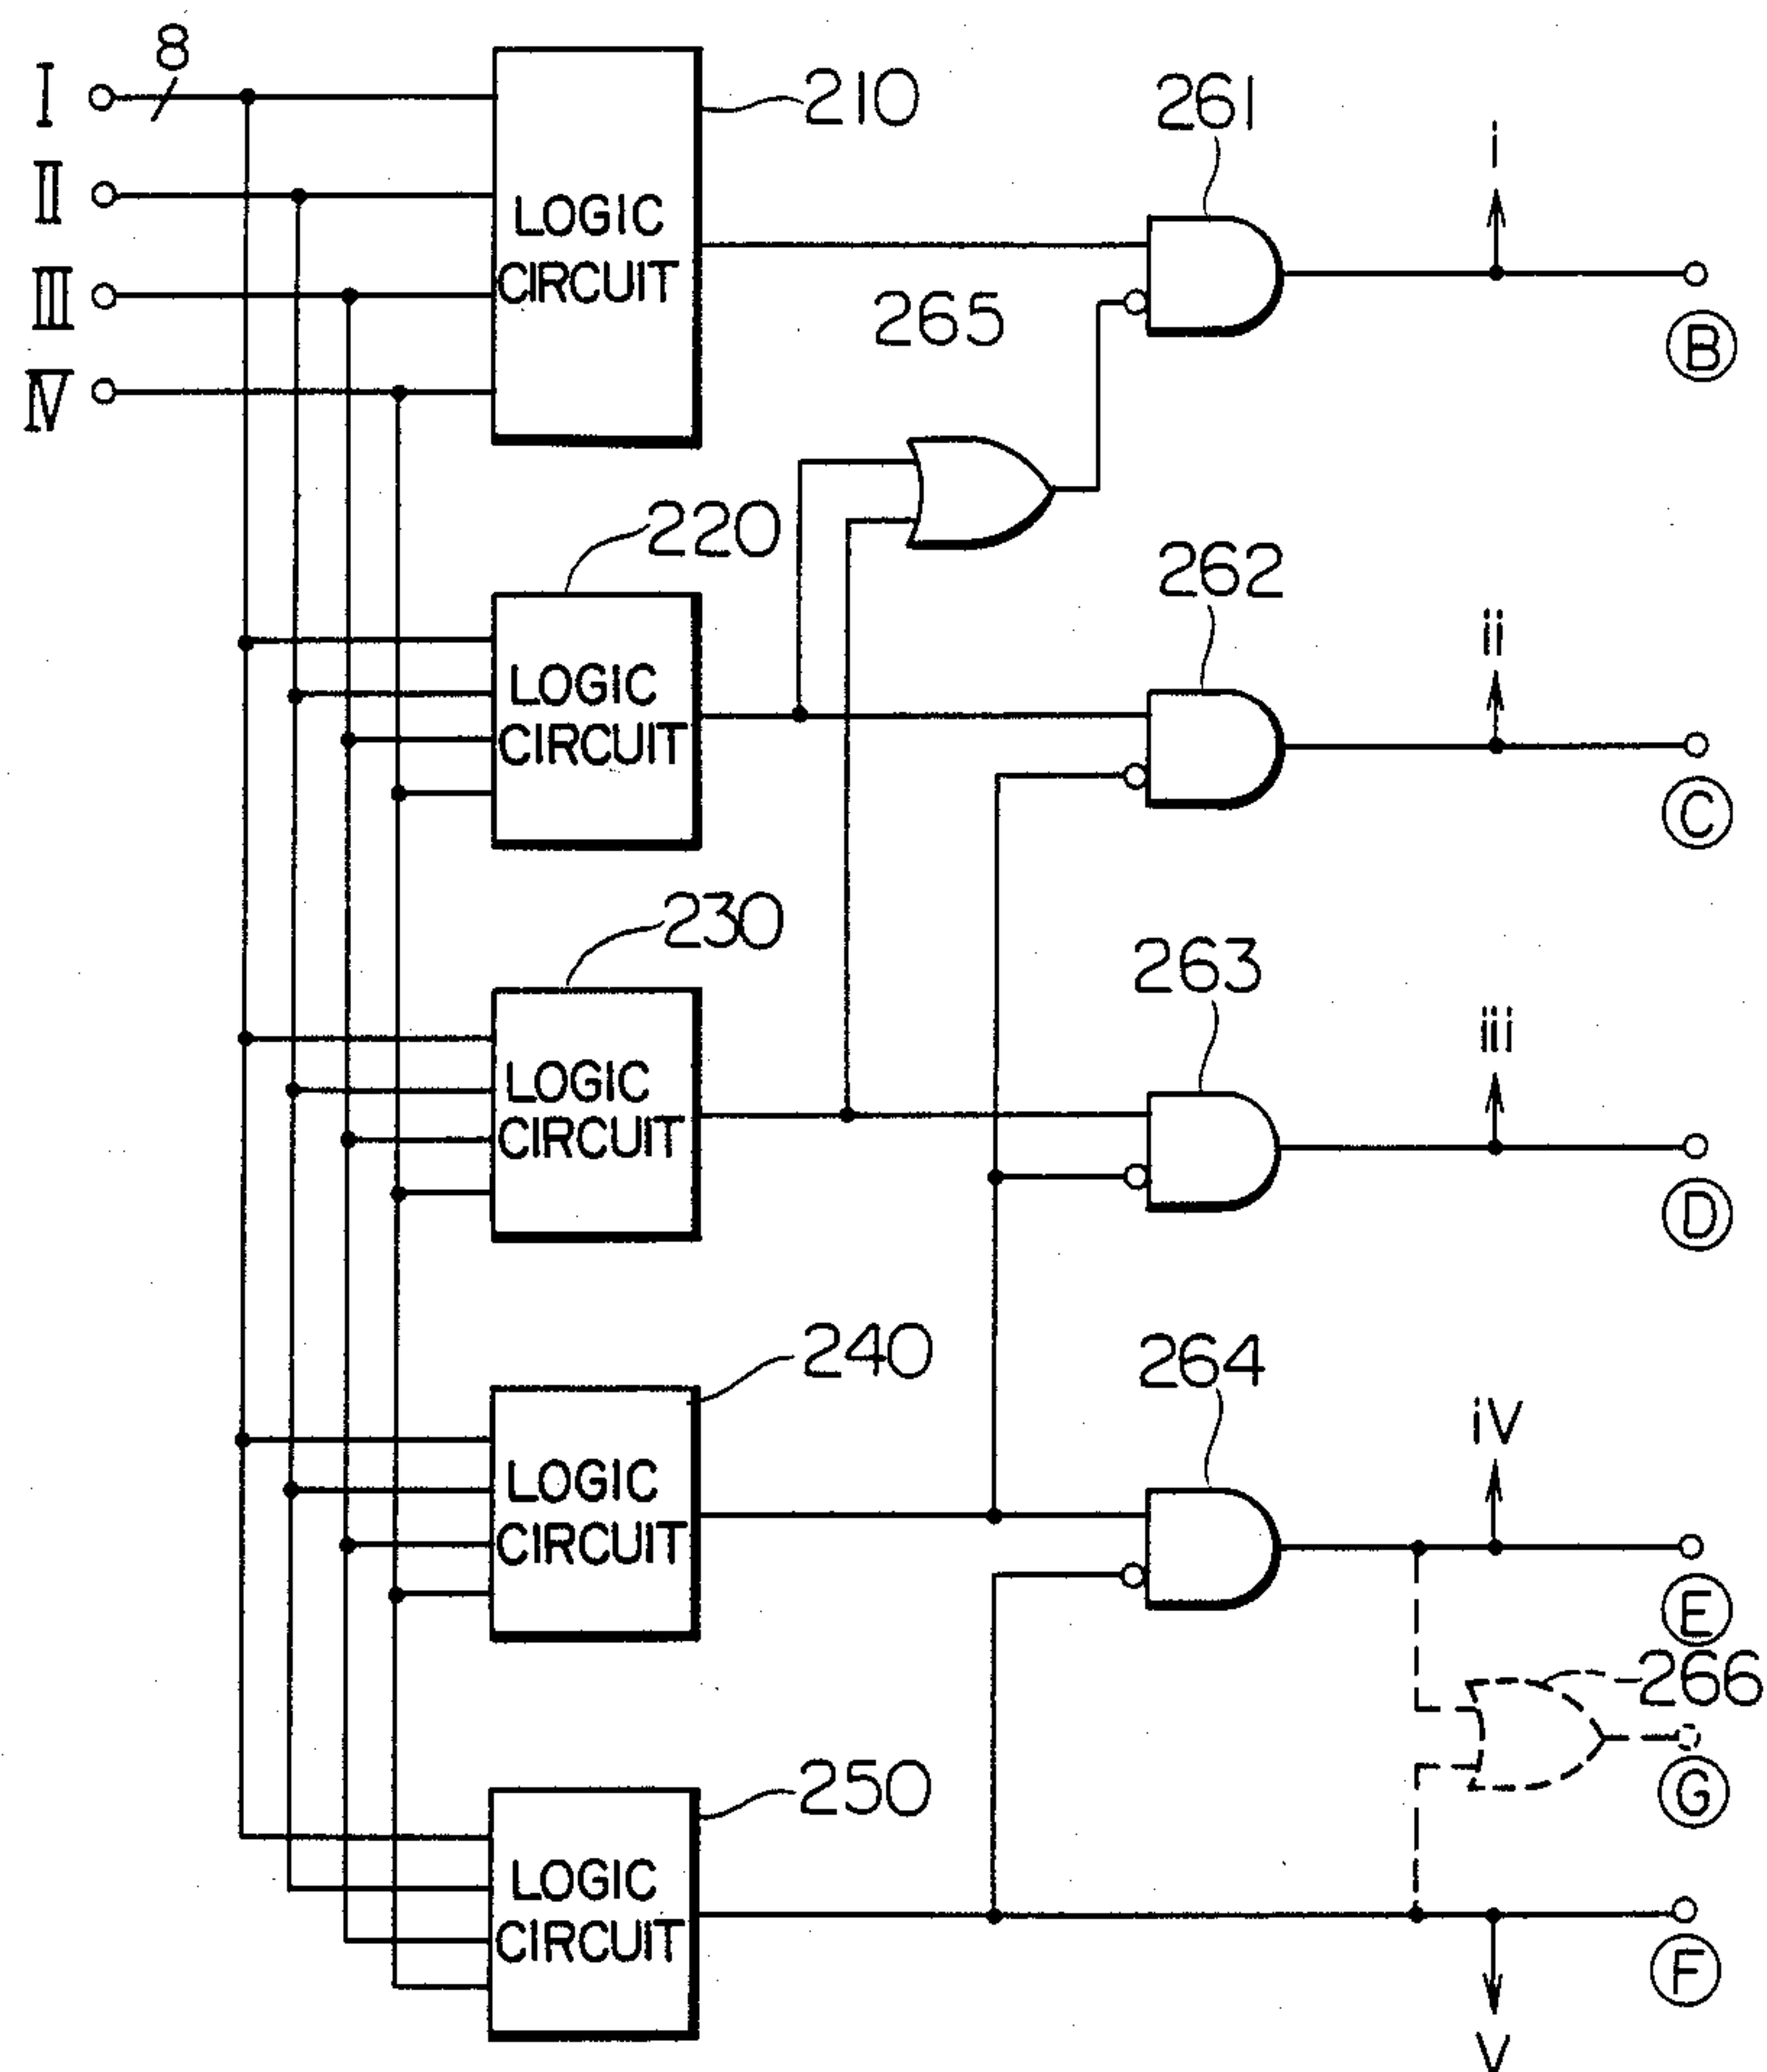 8
I
210
261
i
II
LOGIC
CIRCUIT
III
265
B
IV
220
262
ii
LOGIC
CIRCUIT
C
230
263
iii
LOGIC
CIRCUIT
D
240
264
iV
LOGIC
CIRCUIT
E
266
G
250
LOGIC
CIRCUIT
F
V